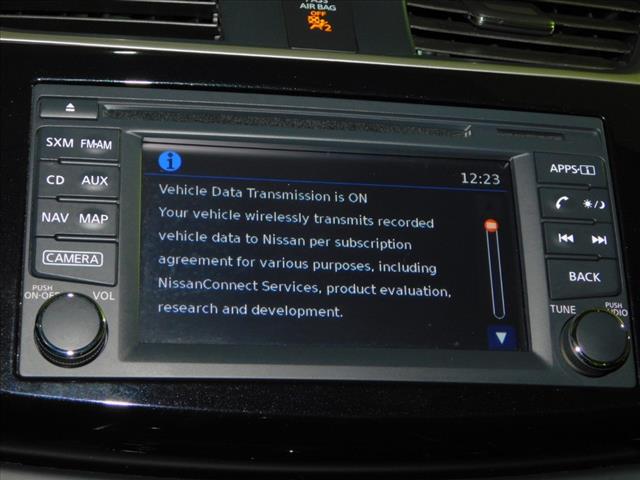 PASS
AIR BAG
OFF
2
SXM FM·AM
CD AUX
NAV MAP
CAMERA
PUSH
ON·OFF VOL
12:23
Vehicle Data Transmission is ON
Your vehicle wirelessly transmits recorded
vehicle data to Nissan per subscription
agreement for various purposes, including
NissanConnect Services, product evaluation,
research and development.
APPS·
BACK
TUNE
PUSH
AUDIO